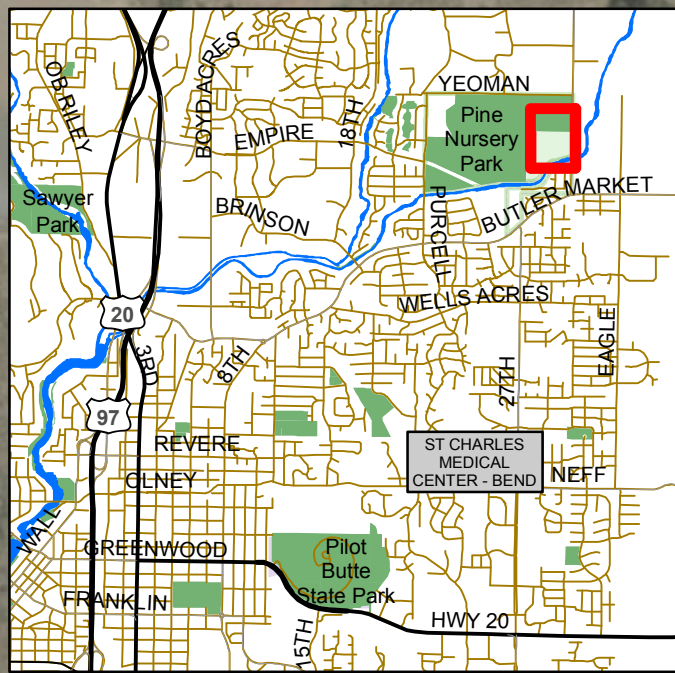 YEOMAN
OB RILEY
BOYD ACRES
18TH
EMPIRE
Pine
Nursery
Park
Sawyer
Park
BRINSON
PURCELL
BUTLER MARKET
WELLS ACRES
20
3RD
8TH
27TH
EAGLE
97
REVERE
ST CHARLES
MEDICAL
CENTER - BEND
OLNEY
NEFF
WALL
GREENWOOD
Pilot
Butte
State Park
FRANKLIN
15TH
HWY 20